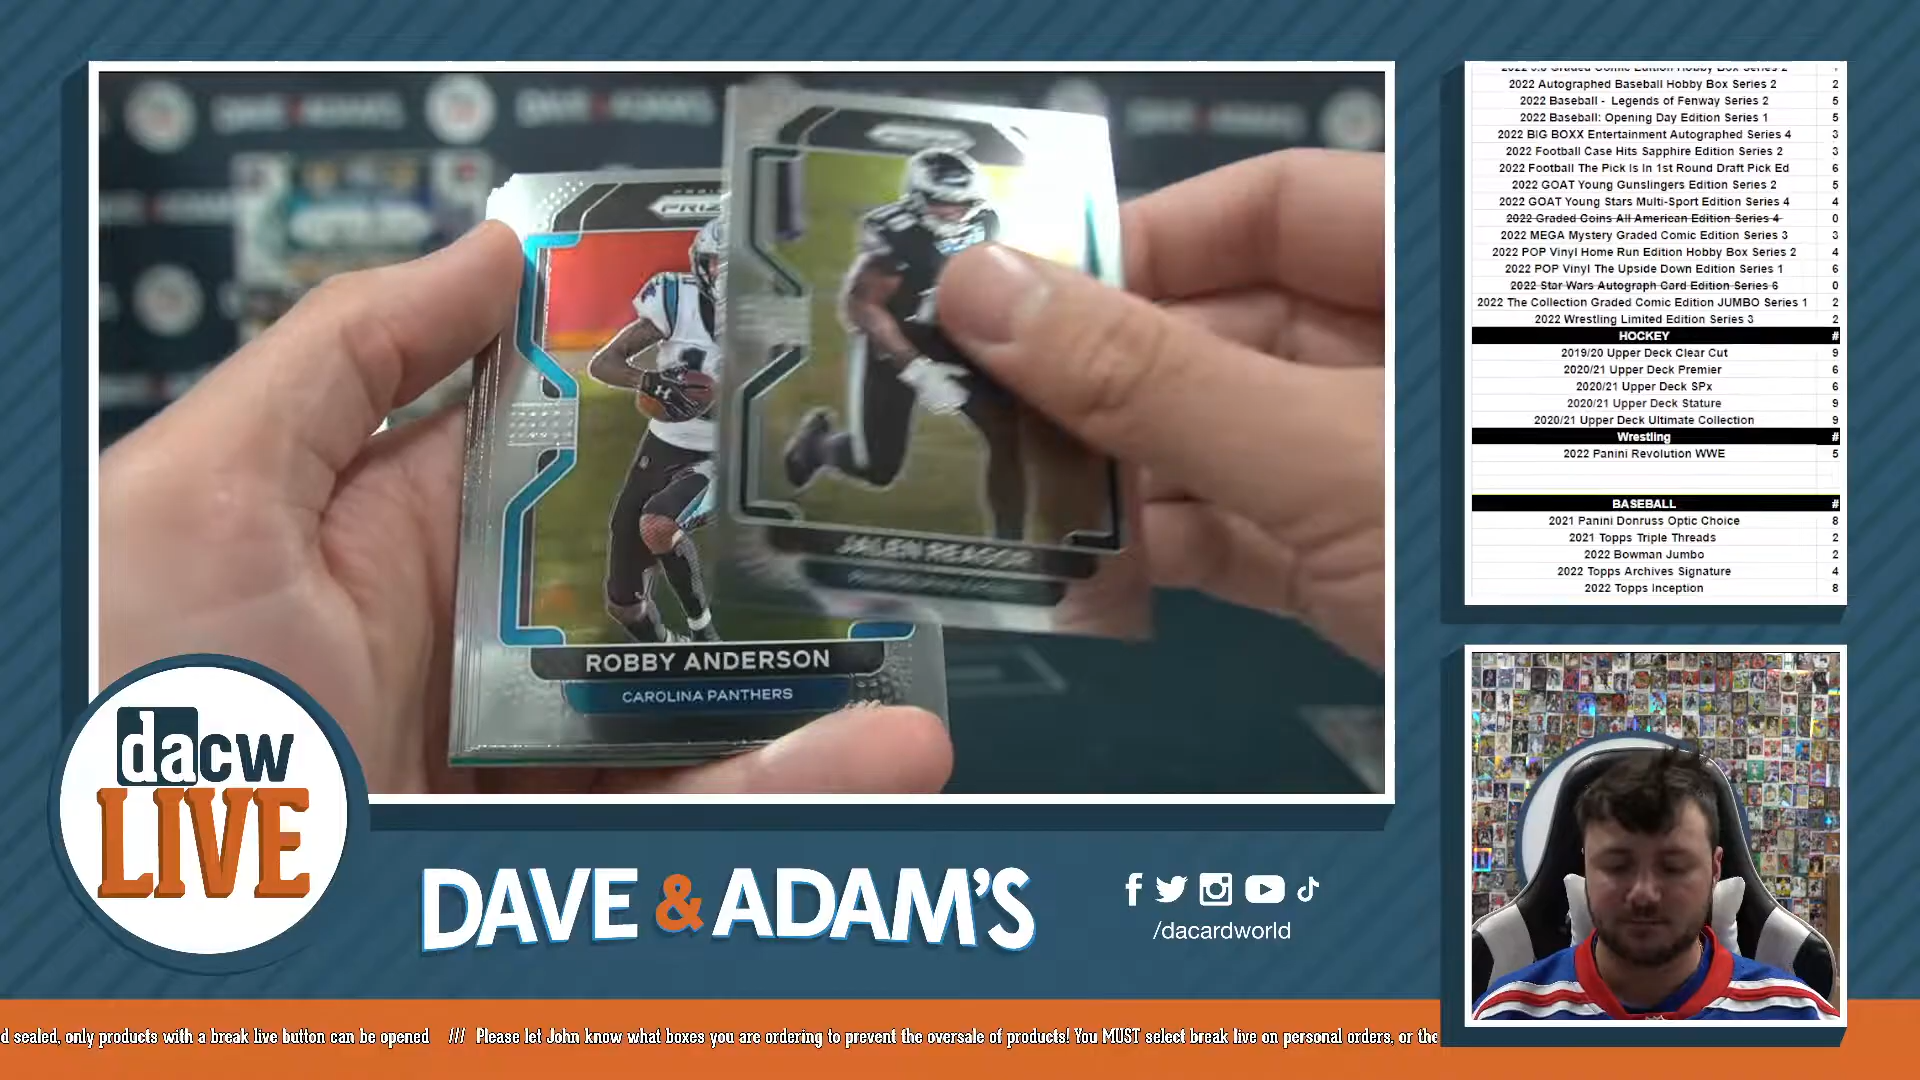 DAVE & ADAM'S
PRIZ
ROBBY ANDERSON
CAROLINA PANTHERS
JALEN REAGOR
2022 Autographed Baseball Hobby Box Series 2 2
2022 Baseball - Legends of Fenway Series 2 5
2022 Baseball: Opening Day Edition Series 1 5
2022 BIG BOXX Entertainment Autographed Series 4 3
2022 Football Case Hits Sapphire Edition Series 2 3
2022 Football The Pick Is In 1st Round Draft Pick Ed 6
2022 GOAT Young Gunslingers Edition Series 2 5
2022 GOAT Young Stars Multi-Sport Edition Series 4 4
2022 Graded Coins All American Edition Series 4 0
2022 MEGA Mystery Graded Comic Edition Series 3 3
2022 POP Vinyl Home Run Edition Hobby Box Series 2 4
2022 POP Vinyl The Upside Down Edition Series 1 6
2022 Star Wars Autograph Card Edition Series 6 0
2022 The Collection Graded Comic Edition JUMBO Series 1 2
2022 Wrestling Limited Edition Series 3 2
HOCKEY #
2019/20 Upper Deck Clear Cut 9
2020/21 Upper Deck Premier 6
2020/21 Upper Deck SPx 6
2020/21 Upper Deck Stature 9
2020/21 Upper Deck Ultimate Collection 9
Wrestling #
2022 Panini Revolution WWE 5
BASEBALL #
2021 Panini Donruss Optic Choice 8
2021 Topps Triple Threads 2
2022 Bowman Jumbo 2
2022 Topps Archives Signature 4
2022 Topps Inception 8
dacw
LIVE
DAVE & ADAM'S
/dacardworld
d sealed, only products with a break live button can be opened /// Please let John know what boxes you are ordering to prevent the oversale of products! You MUST select break live on personal orders, or the